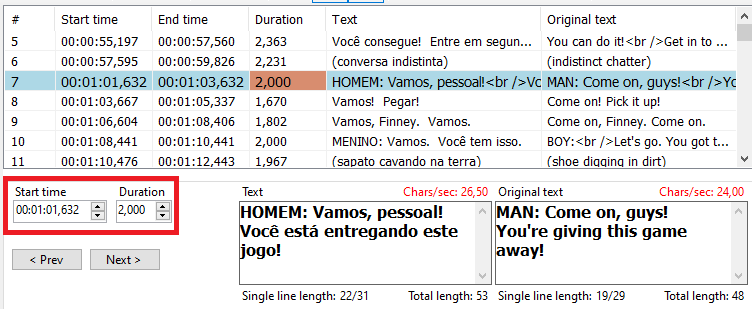 # Start time End time Duration Text Original text
5 00:00:55,197 00:00:57,560 2,363 Você consegue!  Entre em segun... You can do it!<br />Get in to ...
6 00:00:57,595 00:00:59,826 2,231 (conversa indistinta) (indistinct chatter)
7 00:01:01,632 00:01:03,632 2,000 HOMEM: Vamos, pessoal!<br />Vo MAN: Come on, guys!<br />Yo
8 00:01:03,667 00:01:05,337 1,670 Vamos!  Pegar! Come on! Pick it up!
9 00:01:06,604 00:01:08,406 1,802 Vamos, Finney.  Vamos. Come on, Finney. Come on.
10 00:01:08,441 00:01:10,441 2,000 MENINO: Vamos.  Você tem isso. BOY:<br />Let's go. You got t...
11 00:01:10,476 00:01:12,443 1,967 (sapato cavando na terra) (shoe digging in dirt)
Start time Duration
00:01:01,632 2,000
< Prev Next >
Text Chars/sec: 26,50
HOMEM: Vamos, pessoal!
Você está entregando este
jogo!
Single line length: 22/31 Total length: 53
Original text Chars/sec: 24,00
MAN: Come on, guys!
You're giving this game
away!
Single line length: 19/29 Total length: 48